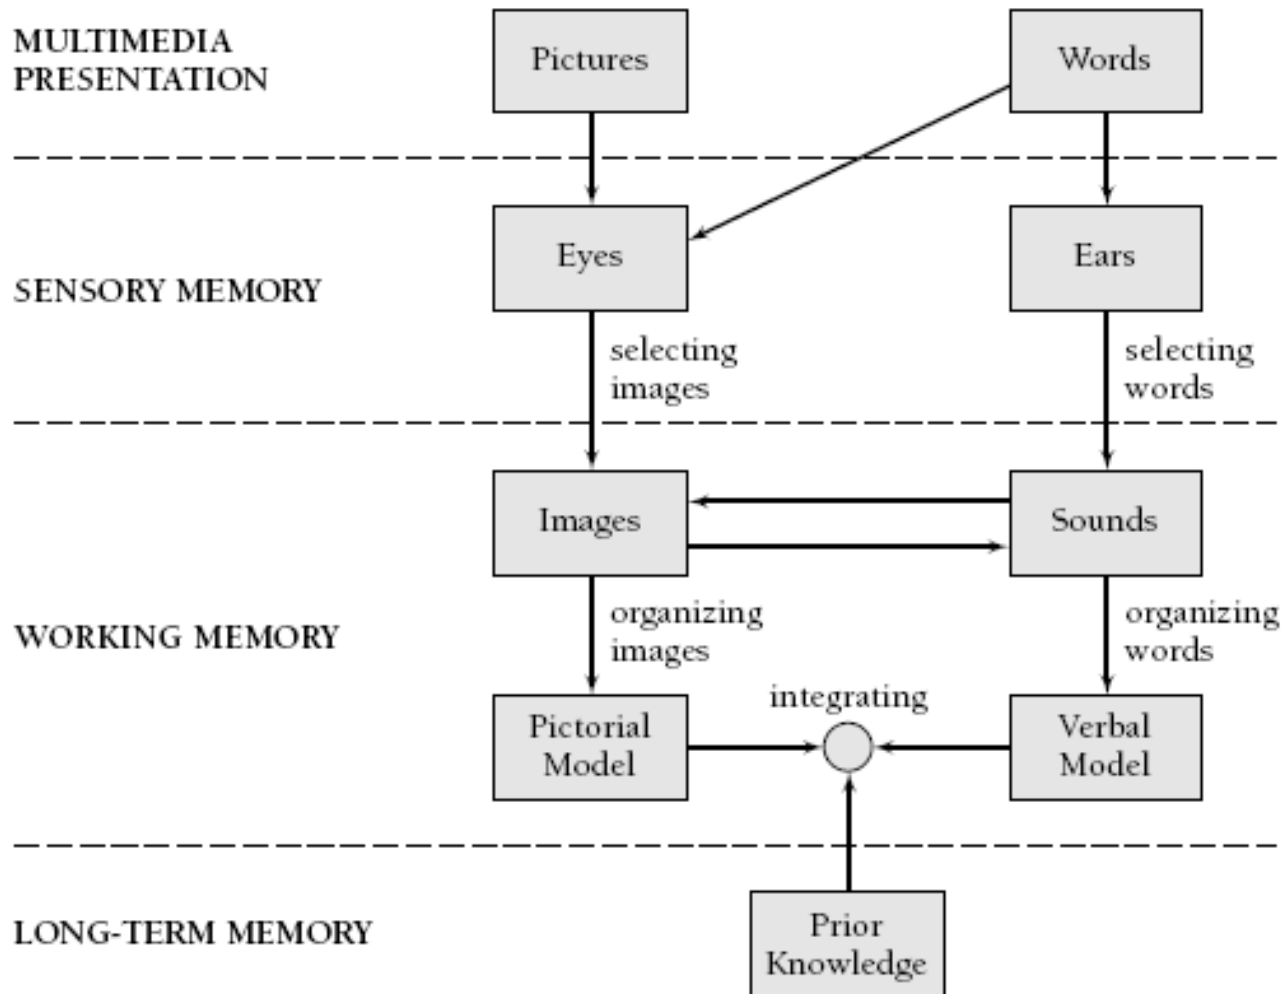 MULTIMEDIA
PRESENTATION
Pictures
Words
SENSORY MEMORY
Eyes
Ears
selecting
images
selecting
words
WORKING MEMORY
Images
Sounds
organizing
images
organizing
words
integrating
Pictorial
Model
Verbal
Model
LONG-TERM MEMORY
Prior
Knowledge